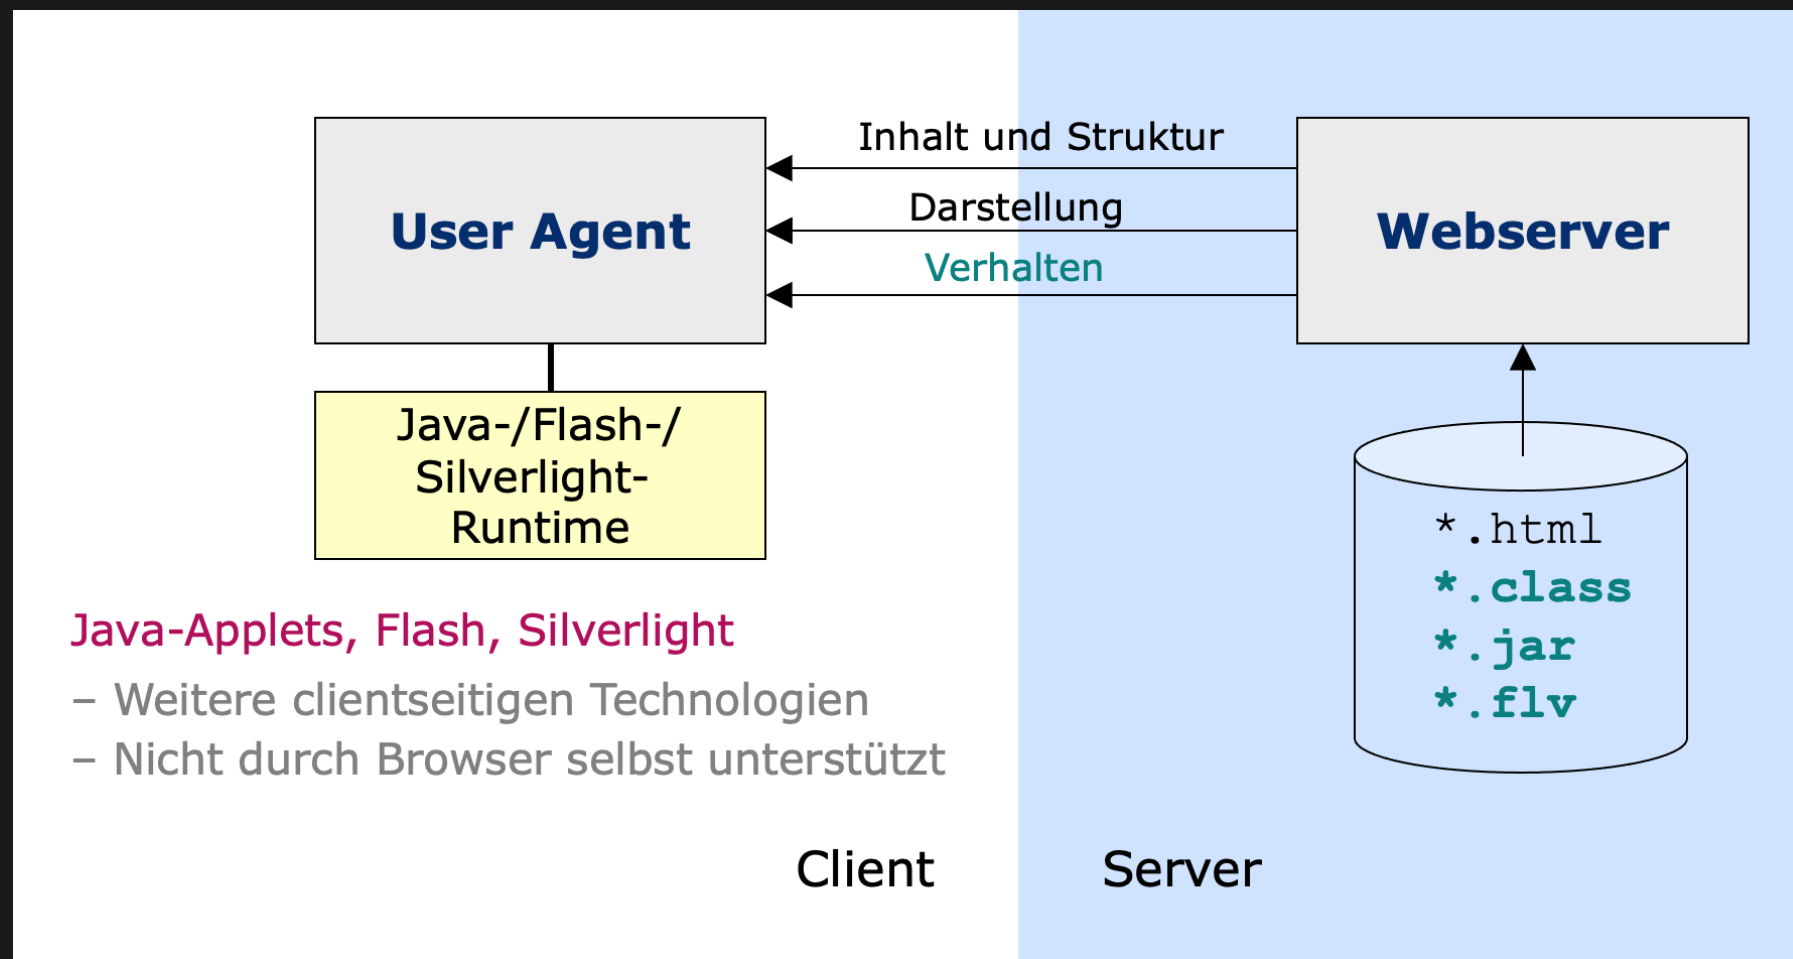 Inhalt und Struktur
User Agent
Darstellung
Webserver
Verhalten
Java-/Flash-/
Silverlight-
Runtime
*.html
*.class
*.jar
*.flv
Java-Applets, Flash, Silverlight
– Weitere clientseitigen Technologien
– Nicht durch Browser selbst unterstützt
Client
Server